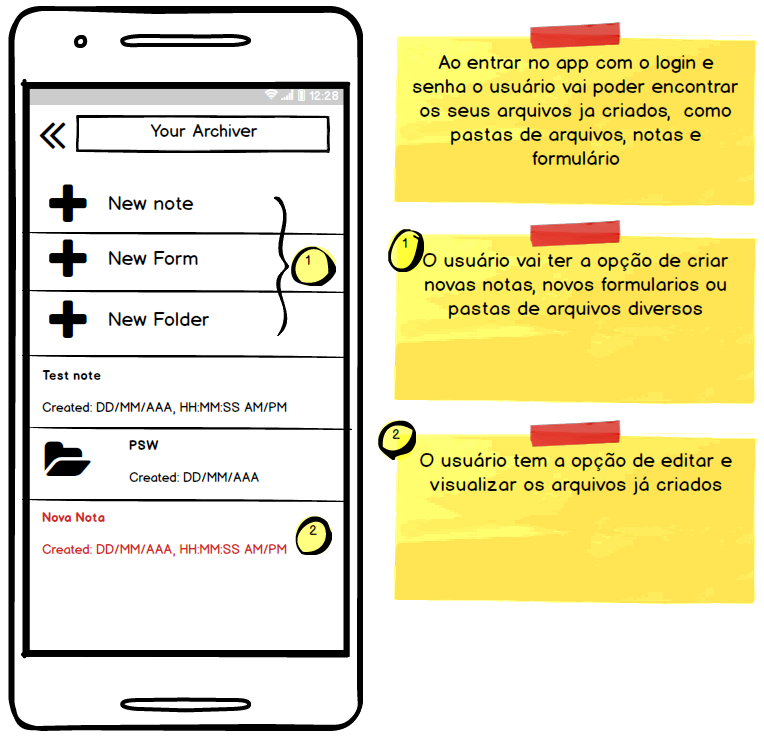 12:28
Your Archiver
New note
New Form
New Folder
1
Test note
Created: DD/MM/AAA, HH:MM:SS AM/PM
PSW
Created: DD/MM/AAA
Nova Nota
Created: DD/MM/AAA, HH:MM:SS AM/PM
2
Ao entrar no app com o login e
senha o usuário vai poder encontrar
os seus arquivos ja criados, como
pastas de arquivos, notas e
formulário
1
O usuário vai ter a opção de criar
novas notas, novos formularios ou
pastas de arquivos diversos
2
O usuário tem a opção de editar e
visualizar os arquivos já criados